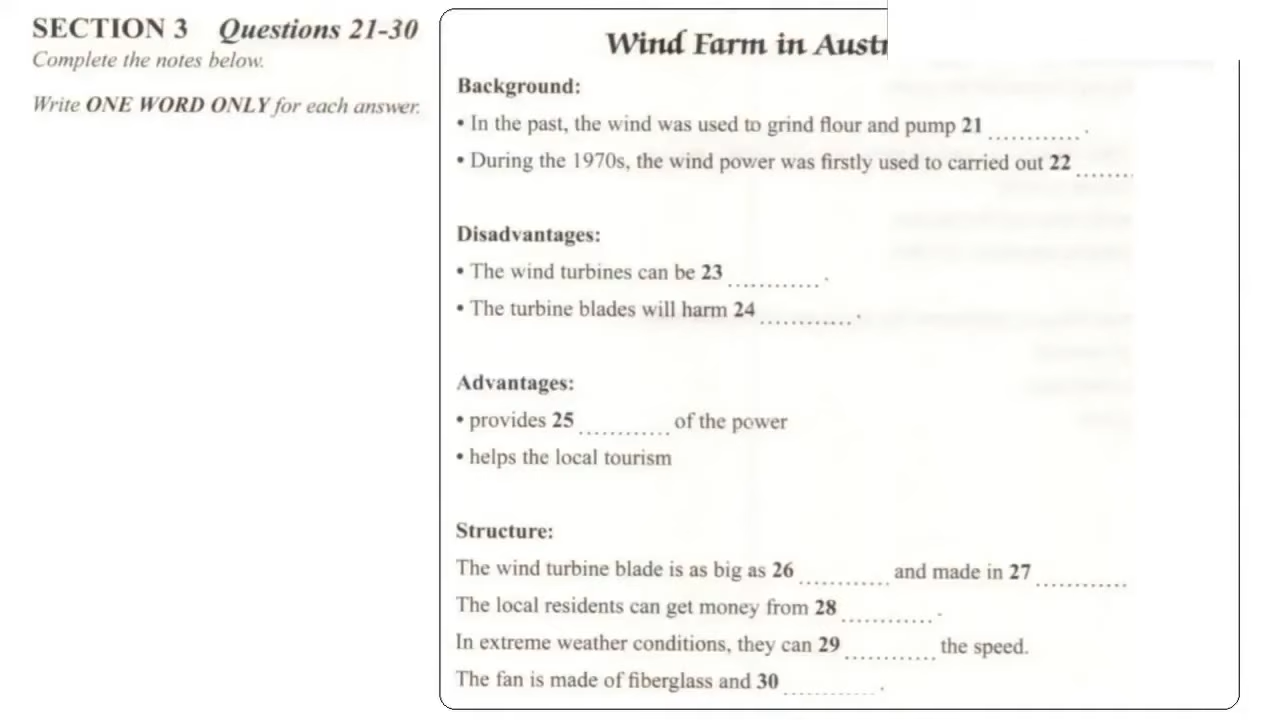 SECTION 3 Questions 21-30
Complete the notes below.
Write ONE WORD ONLY for each answer.
Wind Farm in Austr
Background:
• In the past, the wind was used to grind flour and pump 21 ............ .
• During the 1970s, the wind power was firstly used to carried out 22 .......
Disadvantages:
• The wind turbines can be 23 ............ .
• The turbine blades will harm 24 ............ .
Advantages:
• provides 25 ............ of the power
• helps the local tourism
Structure:
The wind turbine blade is as big as 26 ............ and made in 27 ............
The local residents can get money from 28 ............ .
In extreme weather conditions, they can 29 ............ the speed.
The fan is made of fiberglass and 30 ............ .